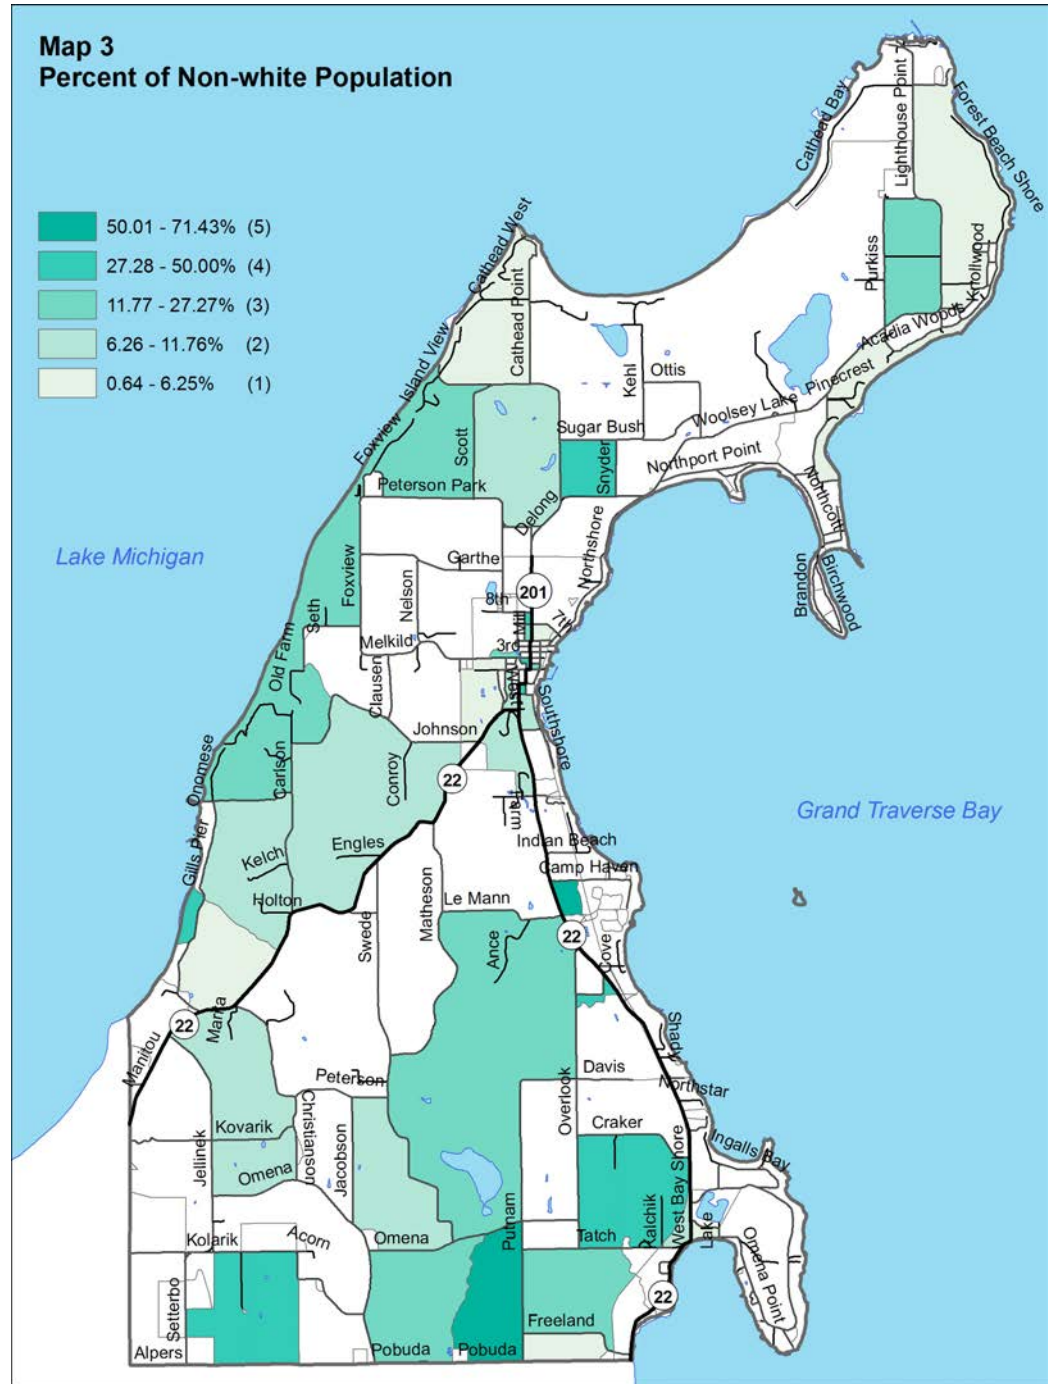 Map 3
Percent of Non-white Population
50.01 - 71.43% (5)
27.28 - 50.00% (4)
11.77 - 27.27% (3)
6.26 - 11.76% (2)
0.64 - 6.25% (1)
Cathead Bay
Lighthouse Point
Forest Beach Shore
Cathead West
Cathead Point
Purkiss
Knollwood
Acadia Woods
Island View
Foxview
Kehl
Ottis
Pinecrest
Woolsey Lake
Scott
Sugar Bush
Snyder
Northport Point
Peterson Park
Delong
Northcott
Lake Michigan
Garthe
Northshore
Foxview
Nelson
201
Brandon
Birchwood
8th
Mill
7th
Seth
Melkild
3rd
Old Farm
Clausen
West
Southshore
Johnson
Onomese
Carlson
Conroy
22
Farm
Grand Traverse Bay
Gills Pier
Kelch
Engles
Indian Beach
Camp Haven
Holton
Le Mann
Swede
Matheson
Ance
22
Cove
Marka
22
Manitou
Shady
Peterson
Davis
Northstar
Overlook
Christianson
Craker
Kovarik
Ingalls Bay
Jellinek
Jacobson
Omena
West Bay Shore
Kalchik
Putnam
Lake
Kolarik
Acorn
Omena
Tatch
Omena Point
Setterbo
22
Freeland
Alpers
Pobuda
Pobuda